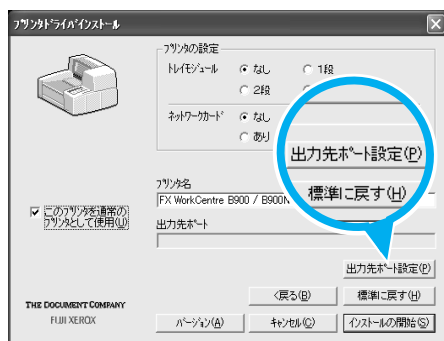 プリンタドライバインストール
プリンタの設定
トレイモジュール
なし
1段
2段
ネットワークカード
なし
あり
出力先ポート設定(P)
標準に戻す(H)
プリンタ名
FX WorkCentre B900 / B900N
このプリンタを通常の
プリンタとして使用(U)
出力先ポート
出力先ポート設定(P)
<戻る(B)
標準に戻す(H)
THE DOCUMENT COMPANY
FUJI XEROX
バージョン(A)
キャンセル(C)
インストールの開始(S)